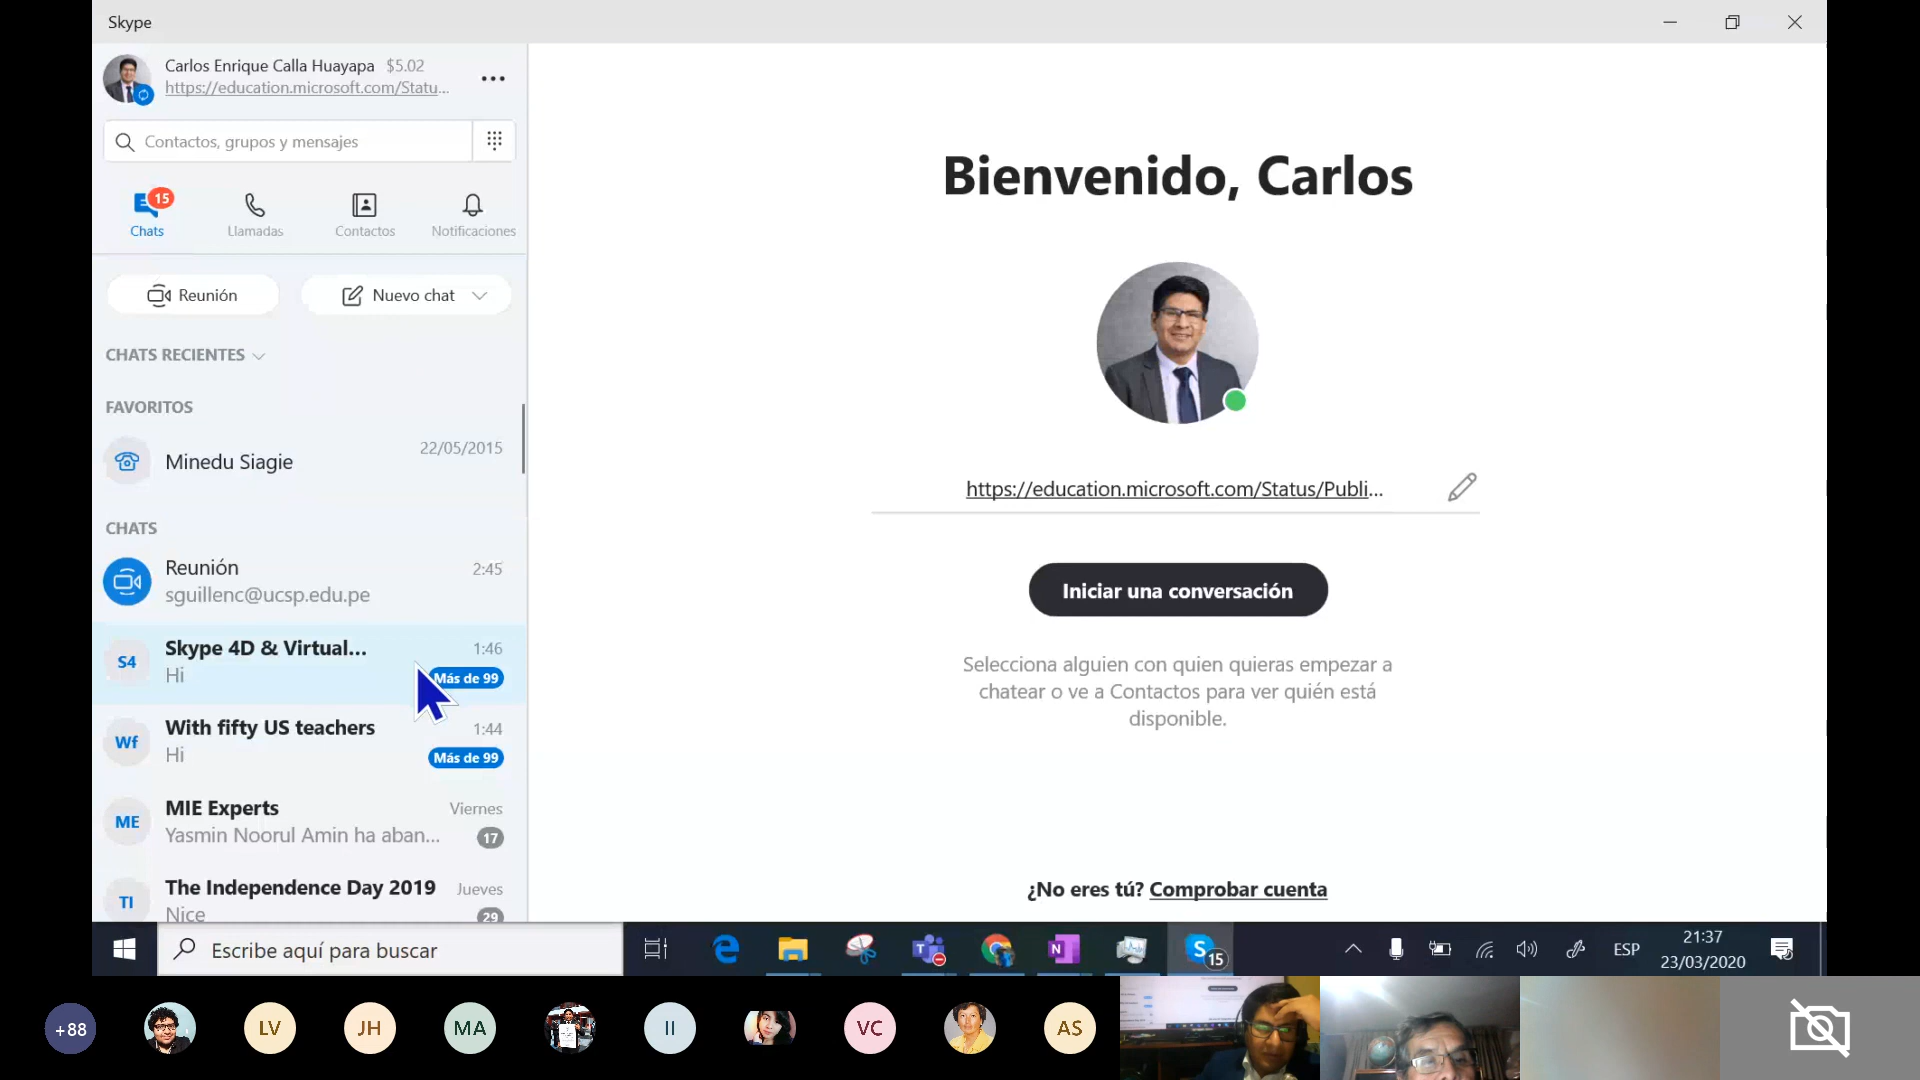 Skype
Carlos Enrique Calla Huayapa $5.02
https://education.microsoft.com/Statu...
Contactos, grupos y mensajes
15
Chats
Llamadas
Contactos
Notificaciones
Reunión
Nuevo chat
CHATS RECIENTES
FAVORITOS
Minedu Siagie
22/05/2015
CHATS
Reunión
2:45
sguillenc@ucsp.edu.pe
S4
Skype 4D & Virtual...
1:46
Hi
Más de 99
Wf
With fifty US teachers
1:44
Hi
Más de 99
ME
MIE Experts
Viernes
Yasmin Noorul Amin ha aban...
17
TI
The Independence Day 2019
Jueves
Nice
29
Bienvenido, Carlos
https://education.microsoft.com/Status/Publi...
Iniciar una conversación
Selecciona alguien con quien quieras empezar a
chatear o ve a Contactos para ver quién está
disponible.
¿No eres tú? Comprobar cuenta
Escribe aquí para buscar
15
ESP
21:37
23/03/2020
+88
LV
JH
MA
II
VC
AS